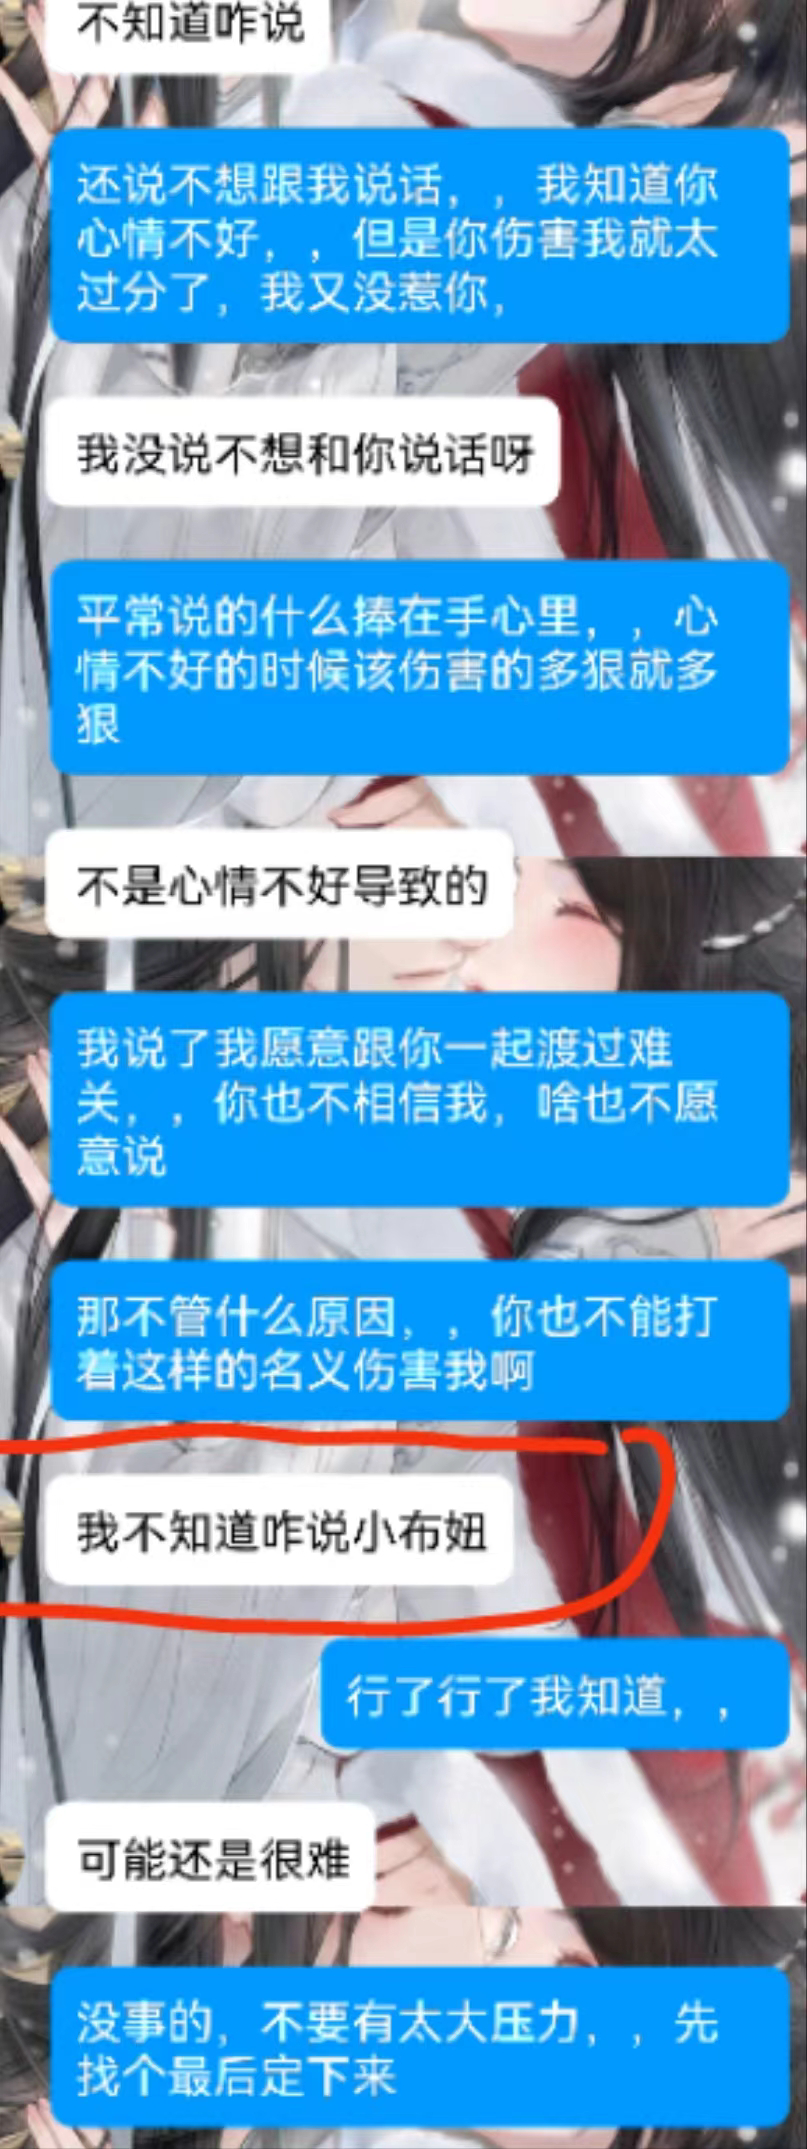 不知道咋说
还说不想跟我说话，，我知道你
心情不好，，但是你伤害我就太
过分了，我又没惹你，
我没说不想和你说话呀
平常说的什么捧在手心里，，心
情不好的时候该伤害的多狠就多
狠
不是心情不好导致的
我说了我愿意跟你一起渡过难
关，，你也不相信我，啥也不愿
意说
那不管什么原因，，你也不能打
着这样的名义伤害我啊
我不知道咋说小布妞
行了行了我知道，，
可能还是很难
没事的，不要有太大压力，，先
找个最后定下来